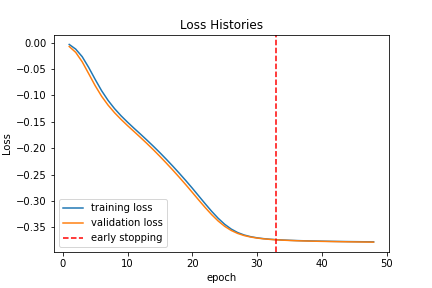 Loss Histories
0.00
−0.05
−0.10
−0.15
−0.20
−0.25
−0.30
−0.35
Loss
training loss
validation loss
early stopping
0 10 20 30 40 50
epoch